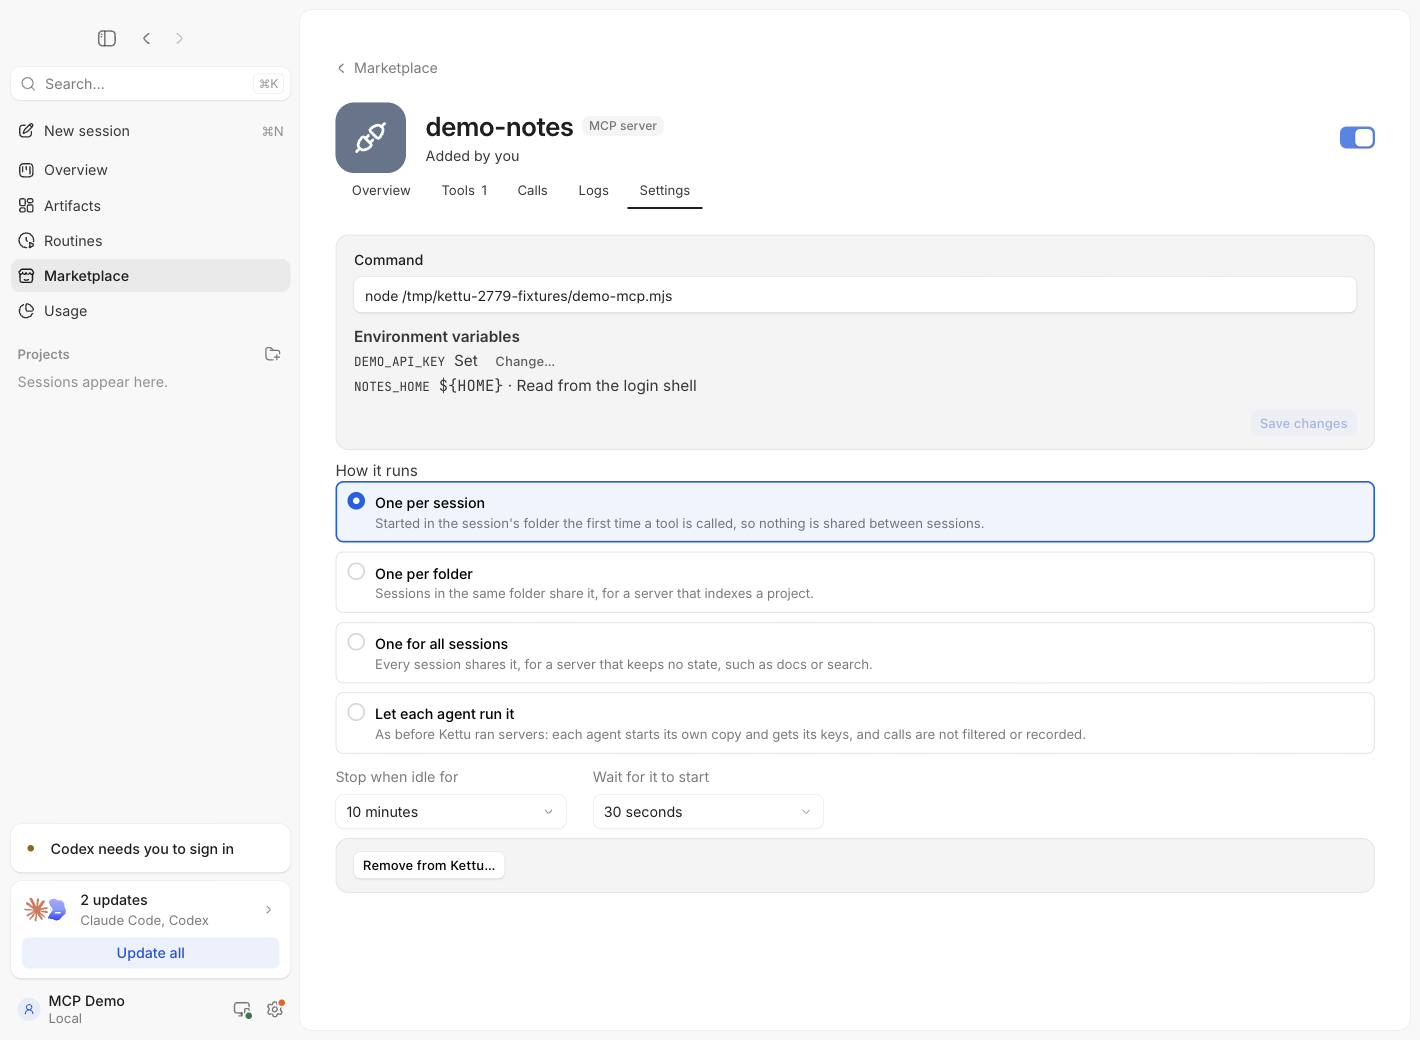 Search...
⌘K
New session
⌘N
Overview
Artifacts
Routines
Marketplace
Usage
Projects
Sessions appear here.
Codex needs you to sign in
2 updates
Claude Code, Codex
Update all
MCP Demo
Local
Marketplace
demo-notes
MCP server
Added by you
Overview
Tools 1
Calls
Logs
Settings
Command
node /tmp/kettu-2779-fixtures/demo-mcp.mjs
Environment variables
DEMO_API_KEY Set Change...
NOTES_HOME ${HOME} · Read from the login shell
Save changes
How it runs
One per session
Started in the session's folder the first time a tool is called, so nothing is shared between sessions.
One per folder
Sessions in the same folder share it, for a server that indexes a project.
One for all sessions
Every session shares it, for a server that keeps no state, such as docs or search.
Let each agent run it
As before Kettu ran servers: each agent starts its own copy and gets its keys, and calls are not filtered or recorded.
Stop when idle for
Wait for it to start
10 minutes
30 seconds
Remove from Kettu...